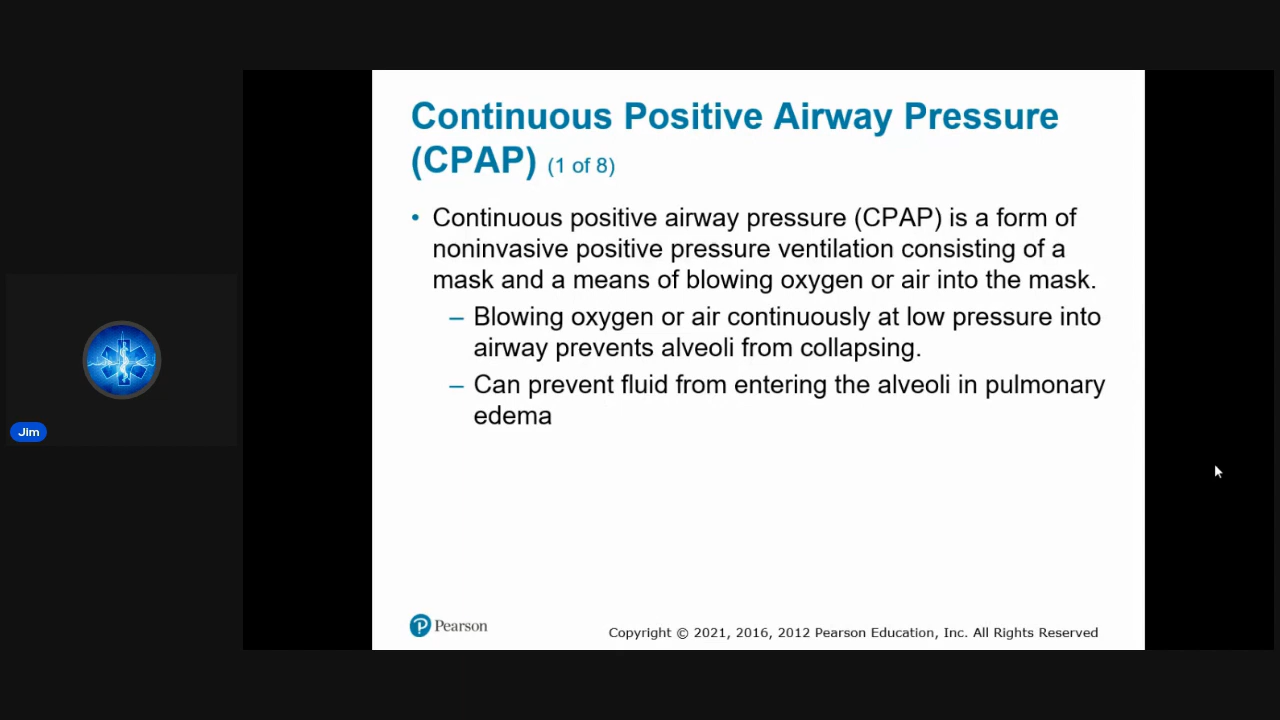 Continuous Positive Airway Pressure
(CPAP) (1 of 8)
• Continuous positive airway pressure (CPAP) is a form of
noninvasive positive pressure ventilation consisting of a
mask and a means of blowing oxygen or air into the mask.
– Blowing oxygen or air continuously at low pressure into
airway prevents alveoli from collapsing.
– Can prevent fluid from entering the alveoli in pulmonary
edema
Jim
Pearson
Copyright © 2021, 2016, 2012 Pearson Education, Inc. All Rights Reserved